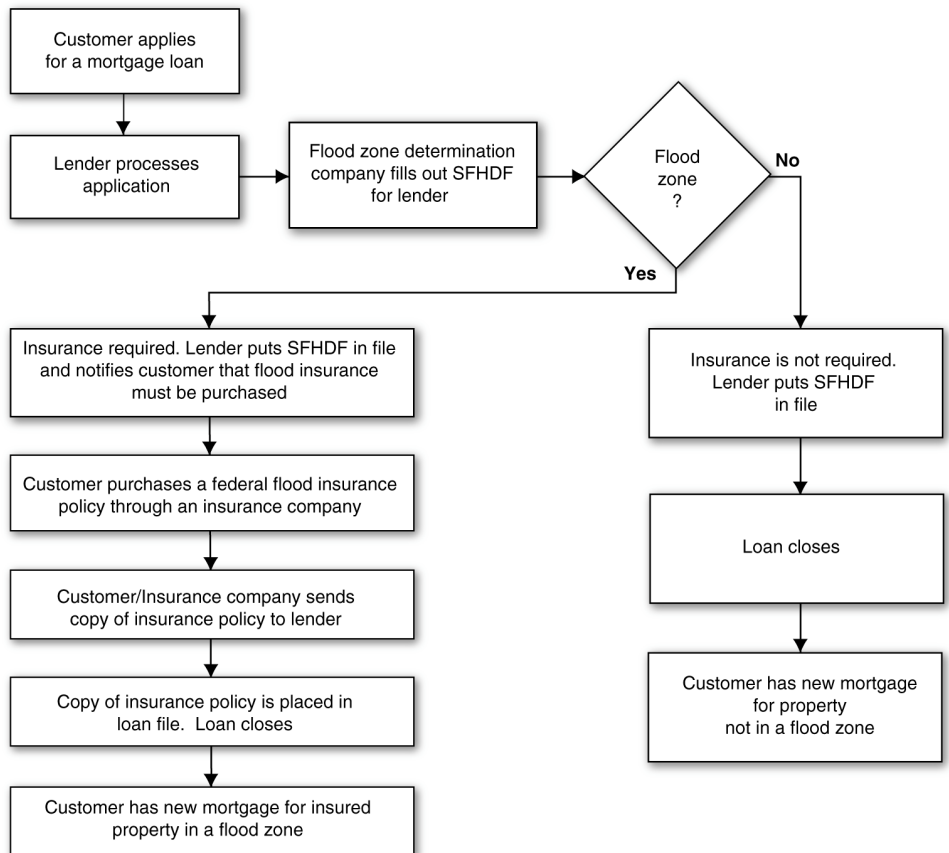 Customer applies
for a mortgage loan
Lender processes
application
Flood zone determination
company fills out SFHDF
for lender
Flood
zone
?
No
Yes
Insurance required. Lender puts SFHDF in file
and notifies customer that flood insurance
must be purchased
Customer purchases a federal flood insurance
policy through an insurance company
Customer/Insurance company sends
copy of insurance policy to lender
Copy of insurance policy is placed in
loan file. Loan closes
Customer has new mortgage for insured
property in a flood zone
Insurance is not required.
Lender puts SFHDF
in file
Loan closes
Customer has new mortgage
for property
not in a flood zone